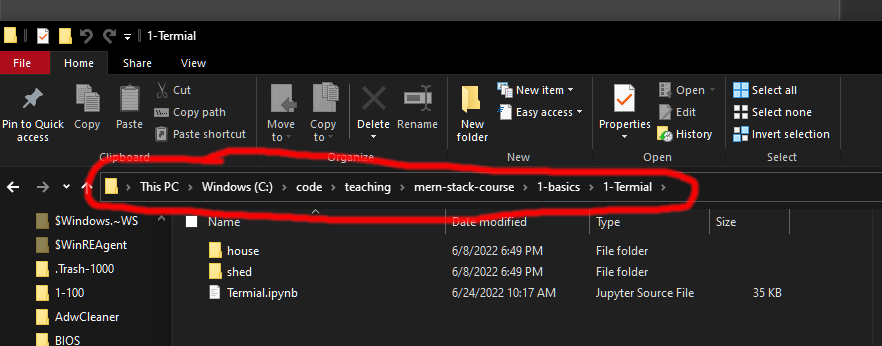 1-Termial
File Home Share View
Pin to Quick access
Copy
Paste
Cut
Copy path
Paste shortcut
Clipboard
Move to
Copy to
Delete
Rename
Organize
New folder
New item
Easy access
New
Properties
Open
Edit
History
Open
Select all
Select none
Invert selection
This PC > Windows (C:) > code > teaching > mern-stack-course > 1-basics > 1-Termial >
$Windows.~WS
$WinREAgent
.Trash-1000
1-100
AdwCleaner
BIOS
Name Date modified Type Size
house 6/8/2022 6:49 PM File folder
shed 6/8/2022 6:49 PM File folder
Termial.ipynb 6/24/2022 10:17 AM Jupyter Source File 35 KB